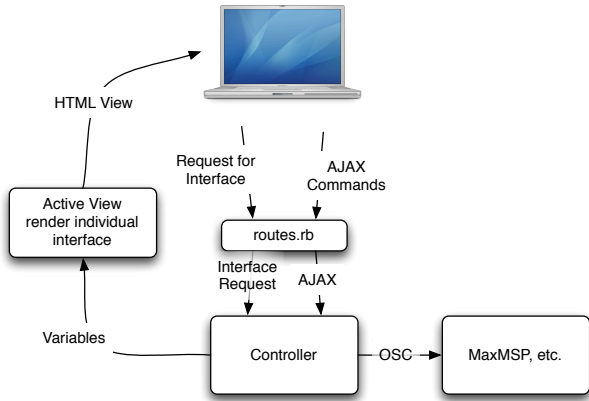 HTML View
Request for
Interface
AJAX
Commands
Active View
render individual
interface
routes.rb
Interface
Request
AJAX
Variables
Controller
OSC
MaxMSP, etc.